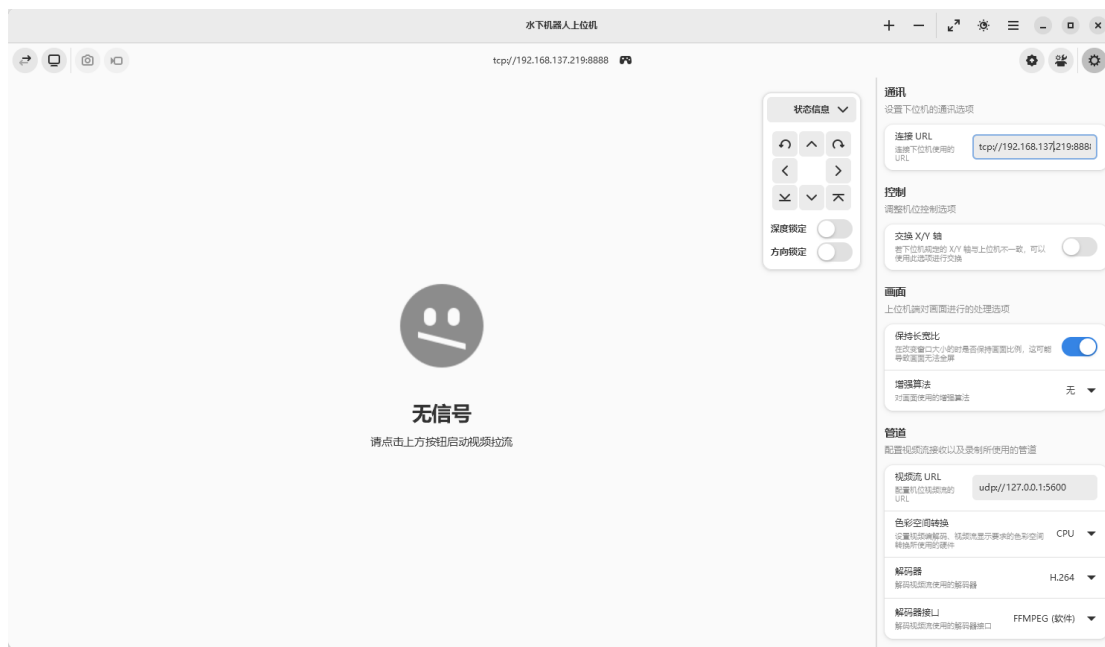 水下机器人上位机
tcp://192.168.137.219:8888
状态信息
深度锁定
方向锁定
无信号
请点击上方按钮启动视频拉流
通讯
设置下位机的通讯选项
连接 URL
连接下位机使用的
URL
tcp://192.168.137.219:888
控制
调整机位控制选项
交换 X/Y 轴
若下位机规定的 X/Y 轴与上位机不一致，可以
使用此选项进行交换
画面
上位机端对画面进行的处理选项
保持长宽比
在改变窗口大小的时是否保持画面比例，这可能
导致画面无法全屏
增强算法
对画面使用的增强算法
无
管道
配置视频流接收以及录制所使用的管道
视频流 URL
配置机位视频流的
URL
udp://127.0.0.1:5600
色彩空间转换
设置视频编解码、视频流显示要求的色彩空间
转换所使用的硬件
CPU
解码器
解码视频流使用的解码器
H.264
解码器接口
解码视频流使用的解码器接口
FFMPEG (软件)